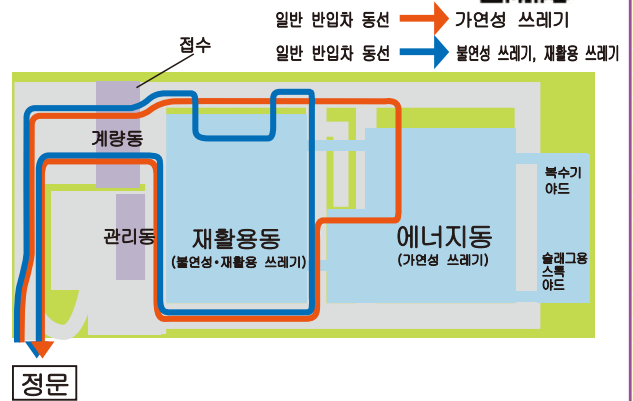 일반 반입차 동선 가연성 쓰레기
일반 반입차 동선 불연성 쓰레기, 재활용 쓰레기
접수
계량동
관리동
재활용동
(불연성·재활용 쓰레기)
에너지동
(가연성 쓰레기)
복수기
야드
슬래그용
스톡
야드
정문